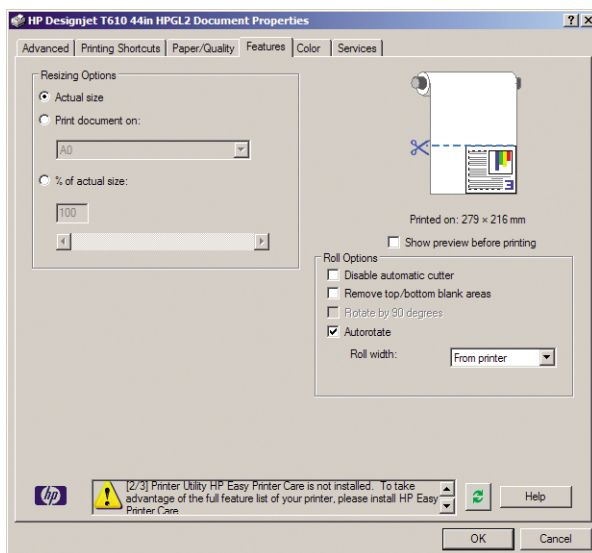 HP Designjet T610 44in HPGL2 Document Properties
Advanced
Printing Shortcuts
Paper/Quality
Features
Color
Services
Resizing Options
Actual size
Print document on:
A0
% of actual size:
100
3
Printed on: 279 × 216 mm
Show preview before printing
Roll Options
Disable automatic cutter
Remove top/bottom blank areas
Rotate by 90 degrees
Autorotate
Roll width:
From printer
hp
[2/3] Printer Utility HP Easy Printer Care is not installed. To take
advantage of the full feature list of your printer, please install HP Easy
Printer Care
Help
OK
Cancel